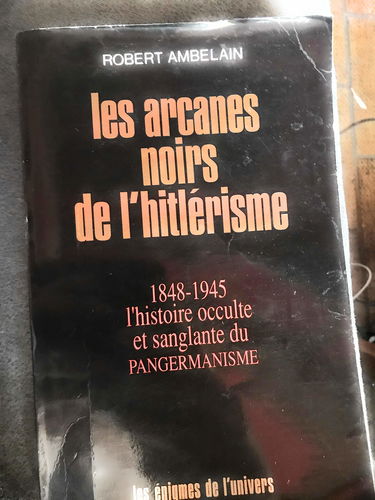 ROBERT AMBELAIN
les arcanes
noirs
de l'hitlérisme
1848-1945
l'histoire occulte
et sanglante du
PANGERMANISME
les énigmes de l'univers